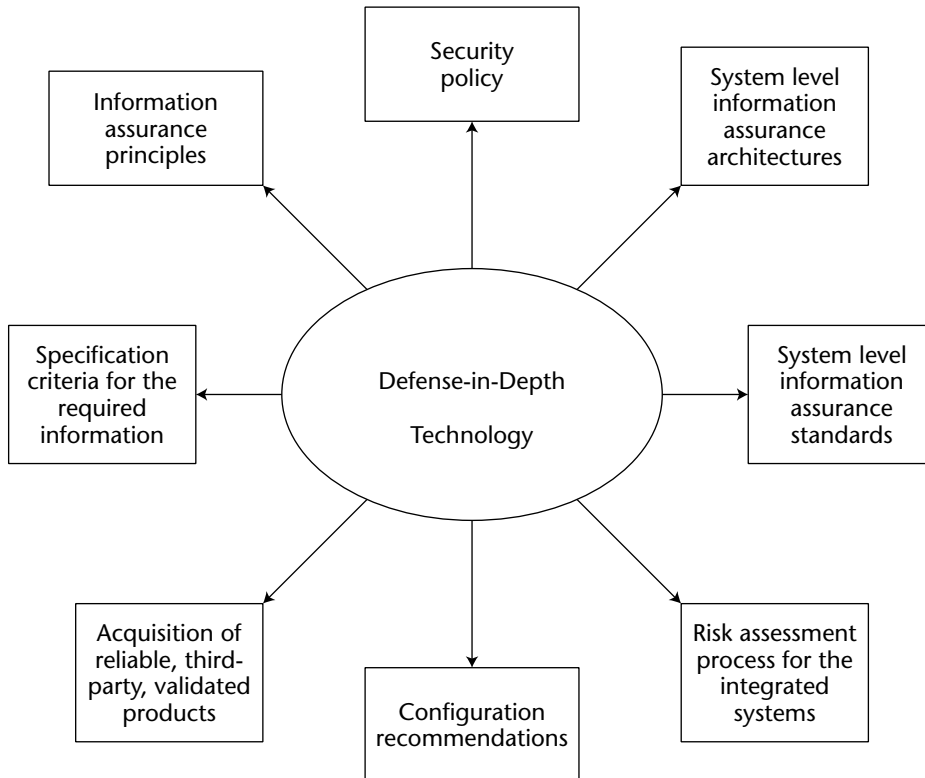 Security
policy
System level
information
assurance
architectures
Information
assurance
principles
Specification
criteria for the
required
information
Defense-in-Depth
Technology
System level
information
assurance
standards
Acquisition of
reliable, third-
party, validated
products
Configuration
recommendations
Risk assessment
process for the
integrated
systems